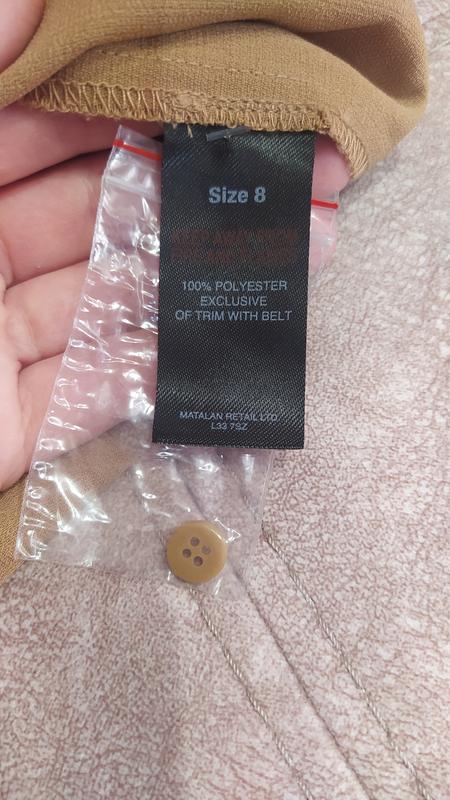 Size 8
KEEP AWAY FROM
FIRE AND FLAMES
100% POLYESTER
EXCLUSIVE
OF TRIM WITH BELT
MATALAN RETAIL LTD
L33 7SZ